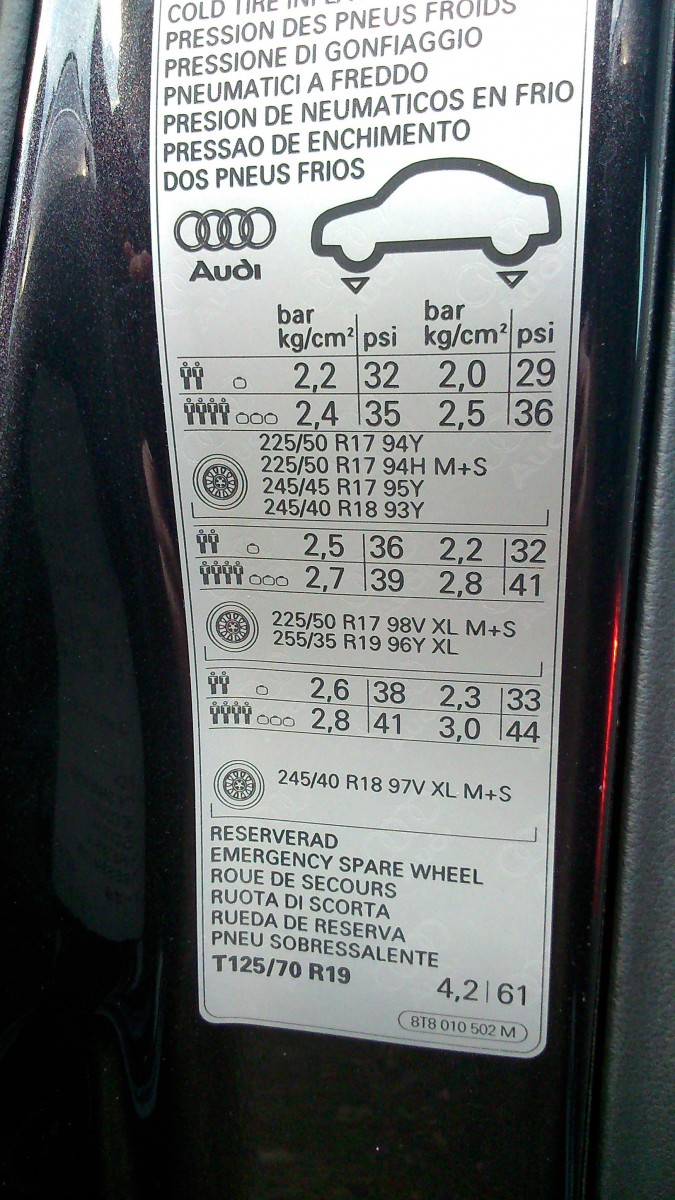 COLD TIRE
PRESSION DES PNEUS FROIDS
PRESSIONE DI GONFIAGGIO
PNEUMATICI A FREDDO
PRESION DE NEUMATICOS EN FRIO
PRESSAO DE ENCHIMENTO
DOS PNEUS FRIOS
Audi
bar bar
kg/cm² psi kg/cm² psi
2,2 32 2,0 29
2,4 35 2,5 36
225/50 R17 94Y
225/50 R17 94H M+S
245/45 R17 95Y
245/40 R18 93Y
2,5 36 2,2 32
2,7 39 2,8 41
225/50 R17 98V XL M+S
255/35 R19 96Y XL
2,6 38 2,3 33
2,8 41 3,0 44
245/40 R18 97V XL M+S
RESERVERAD
EMERGENCY SPARE WHEEL
ROUE DE SECOURS
RUOTA DI SCORTA
RUEDA DE RESERVA
PNEU SOBRESSALENTE
T125/70 R19 4,2 61
8T8 010 502 M